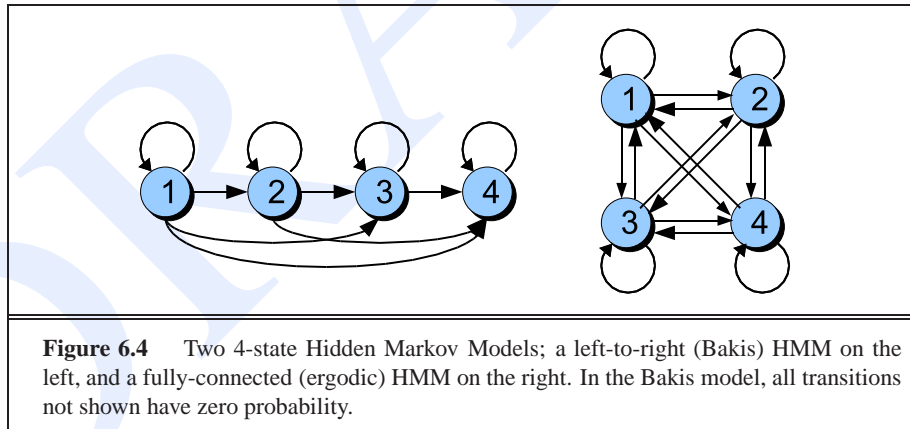 1 2
1 2 3 4
3 4
Figure 6.4 Two 4-state Hidden Markov Models; a left-to-right (Bakis) HMM on the
left, and a fully-connected (ergodic) HMM on the right. In the Bakis model, all transitions
not shown have zero probability.